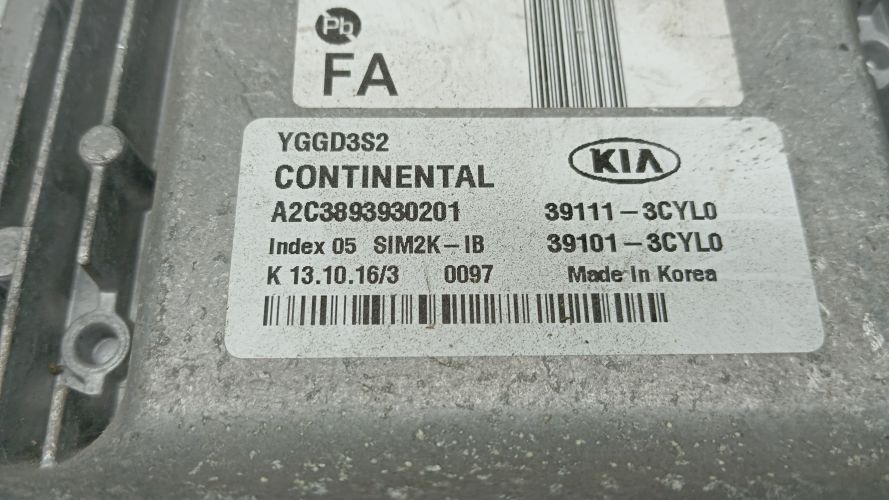 Pb
FA
YGGD3S2
KIA
CONTINENTAL
A2C3893930201 39111-3CYL0
Index 05 SIM2K-IB 39101-3CYL0
K 13.10.16/3 0097 Made In Korea